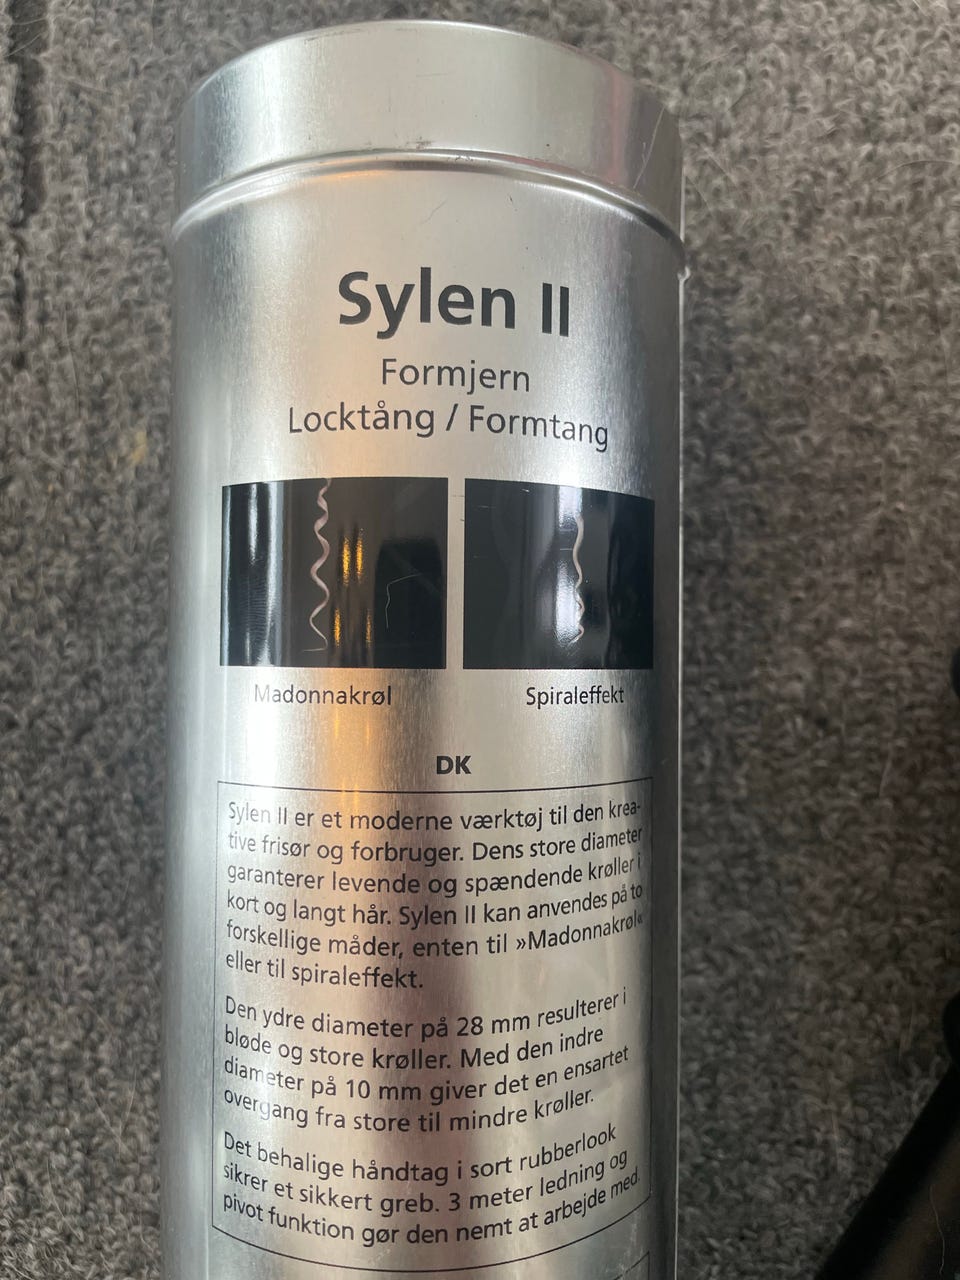 Sylen II
Formjern
Locktång / Formtang
Madonnakrøl
Spiraleffekt
DK
Sylen II er et moderne værktøj til den krea-
tive frisør og forbruger. Dens store diameter
garanterer levende og spændende krøller i
kort og langt hår. Sylen II kan anvendes på to
forskellige måder, enten til »Madonnakrøl«
eller til spiraleffekt.
Den ydre diameter på 28 mm resulterer i
bløde og store krøller. Med den indre
diameter på 10 mm giver det en ensartet
overgang fra store til mindre krøller.
Det behalige håndtag i sort rubberlook
sikrer et sikkert greb. 3 meter ledning og
pivot funktion gør den nemt at arbejde med.